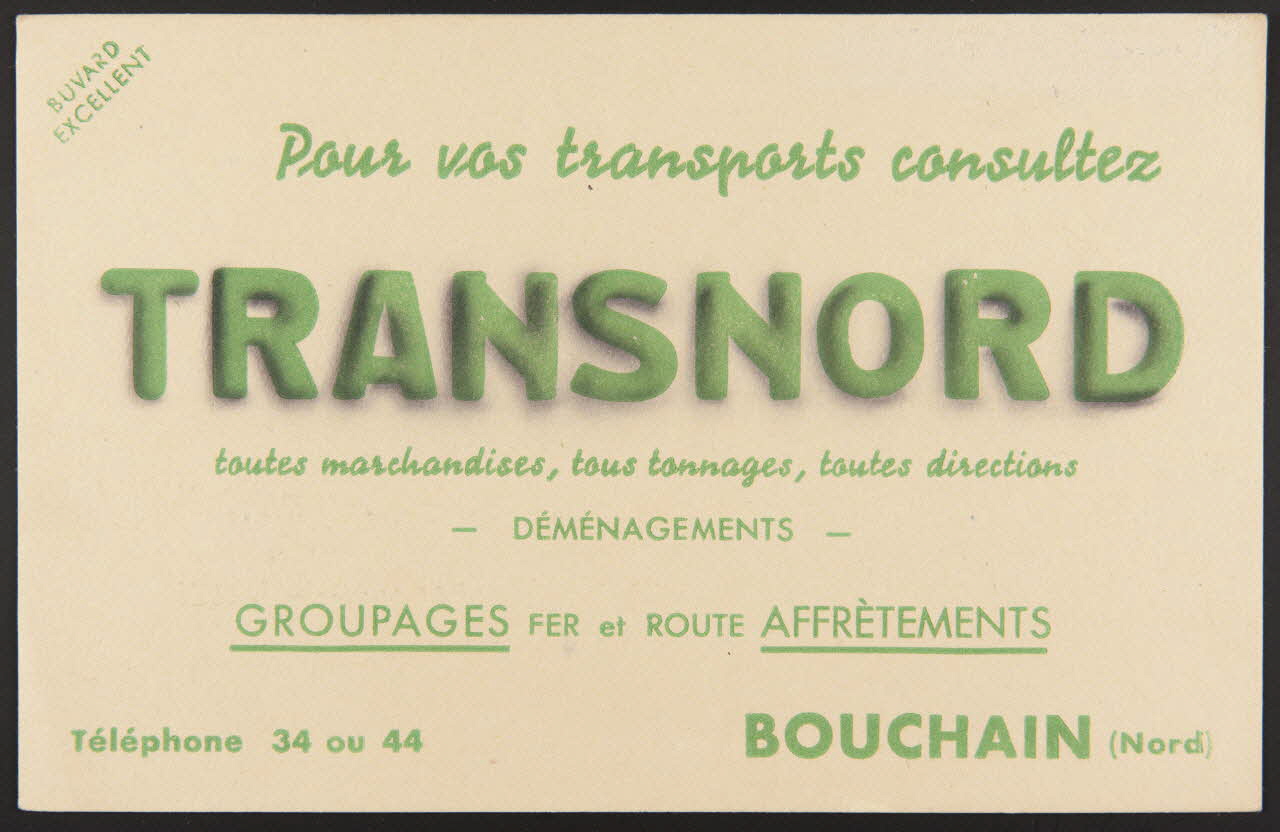 BUVARD
EXCELLENT
Pour vos transports consultez
TRANSNORD
toutes marchandises, tous tonnages, toutes directions
— DÉMÉNAGEMENTS —
GROUPAGES FER et ROUTE AFFRÈTEMENTS
Téléphone 34 ou 44
BOUCHAIN (Nord)